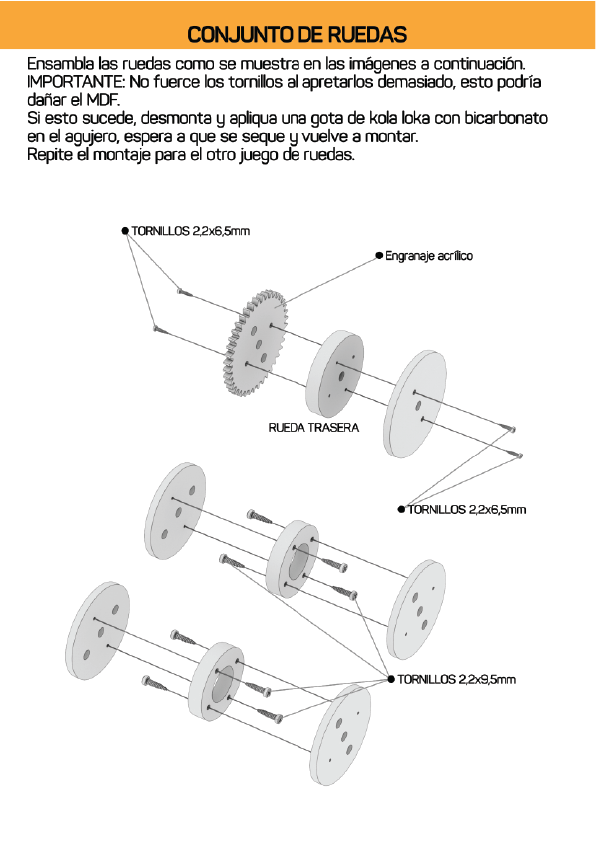 CONJUNTO DE RUEDAS
Ensambla las ruedas como se muestra en las imágenes a continuación.
IMPORTANTE: No fuerce los tornillos al apretarlos demasiado, esto podría
dañar el MDF.
Si esto sucede, desmonta y apliqua una gota de kola loka con bicarbonato
en el agujero, espera a que se seque y vuelve a montar.
Repite el montaje para el otro juego de ruedas.
TORNILLOS 2,2x6,5mm
Engranaje acrílico
RUEDA TRASERA
TORNILLOS 2,2x6,5mm
TORNILLOS 2,2x9,5mm